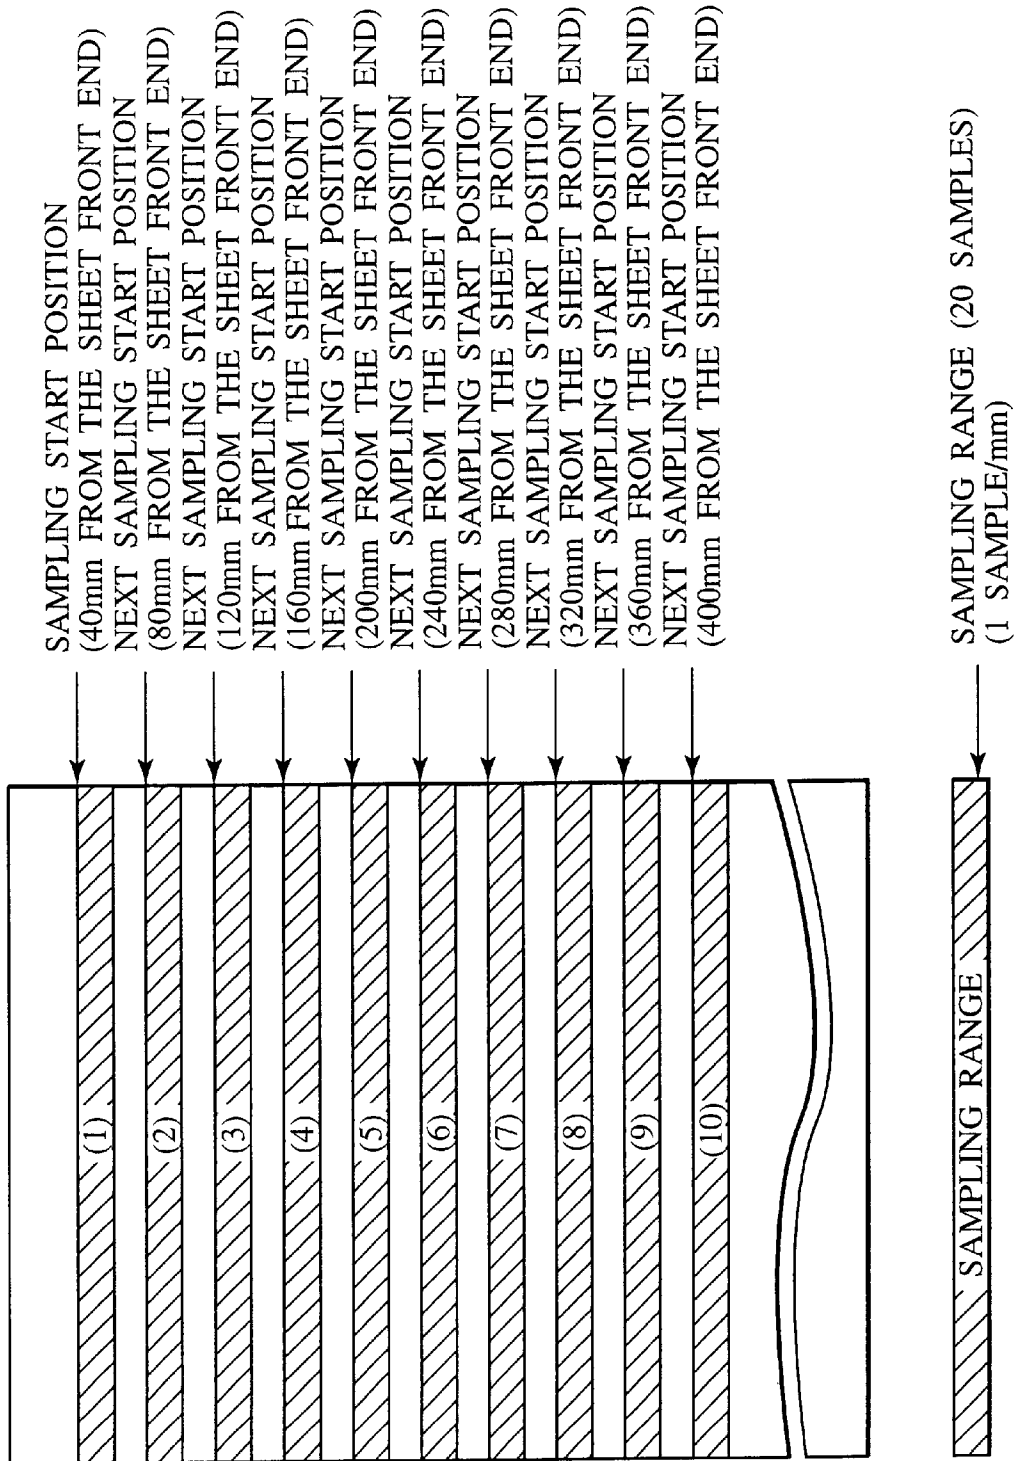 SAMPLING START POSITION
(40mm FROM THE SHEET FRONT END)
NEXT SAMPLING START POSITION
(80mm FROM THE SHEET FRONT END)
NEXT SAMPLING START POSITION
(120mm FROM THE SHEET FRONT END)
NEXT SAMPLING START POSITION
(160mm FROM THE SHEET FRONT END)
NEXT SAMPLING START POSITION
(200mm FROM THE SHEET FRONT END)
NEXT SAMPLING START POSITION
(240mm FROM THE SHEET FRONT END)
NEXT SAMPLING START POSITION
(280mm FROM THE SHEET FRONT END)
NEXT SAMPLING START POSITION
(320mm FROM THE SHEET FRONT END)
NEXT SAMPLING START POSITION
(360mm FROM THE SHEET FRONT END)
NEXT SAMPLING START POSITION
(400mm FROM THE SHEET FRONT END)
(1)
(2)
(3)
(4)
(5)
(6)
(7)
(8)
(9)
(10)
SAMPLING RANGE
SAMPLING RANGE (20 SAMPLES)
(1 SAMPLE/mm)